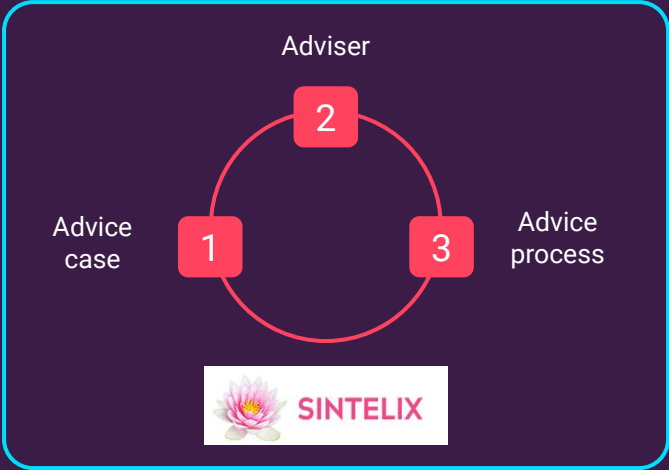 Adviser
2
Advice
case
1
3
Advice
process
SINTELIX